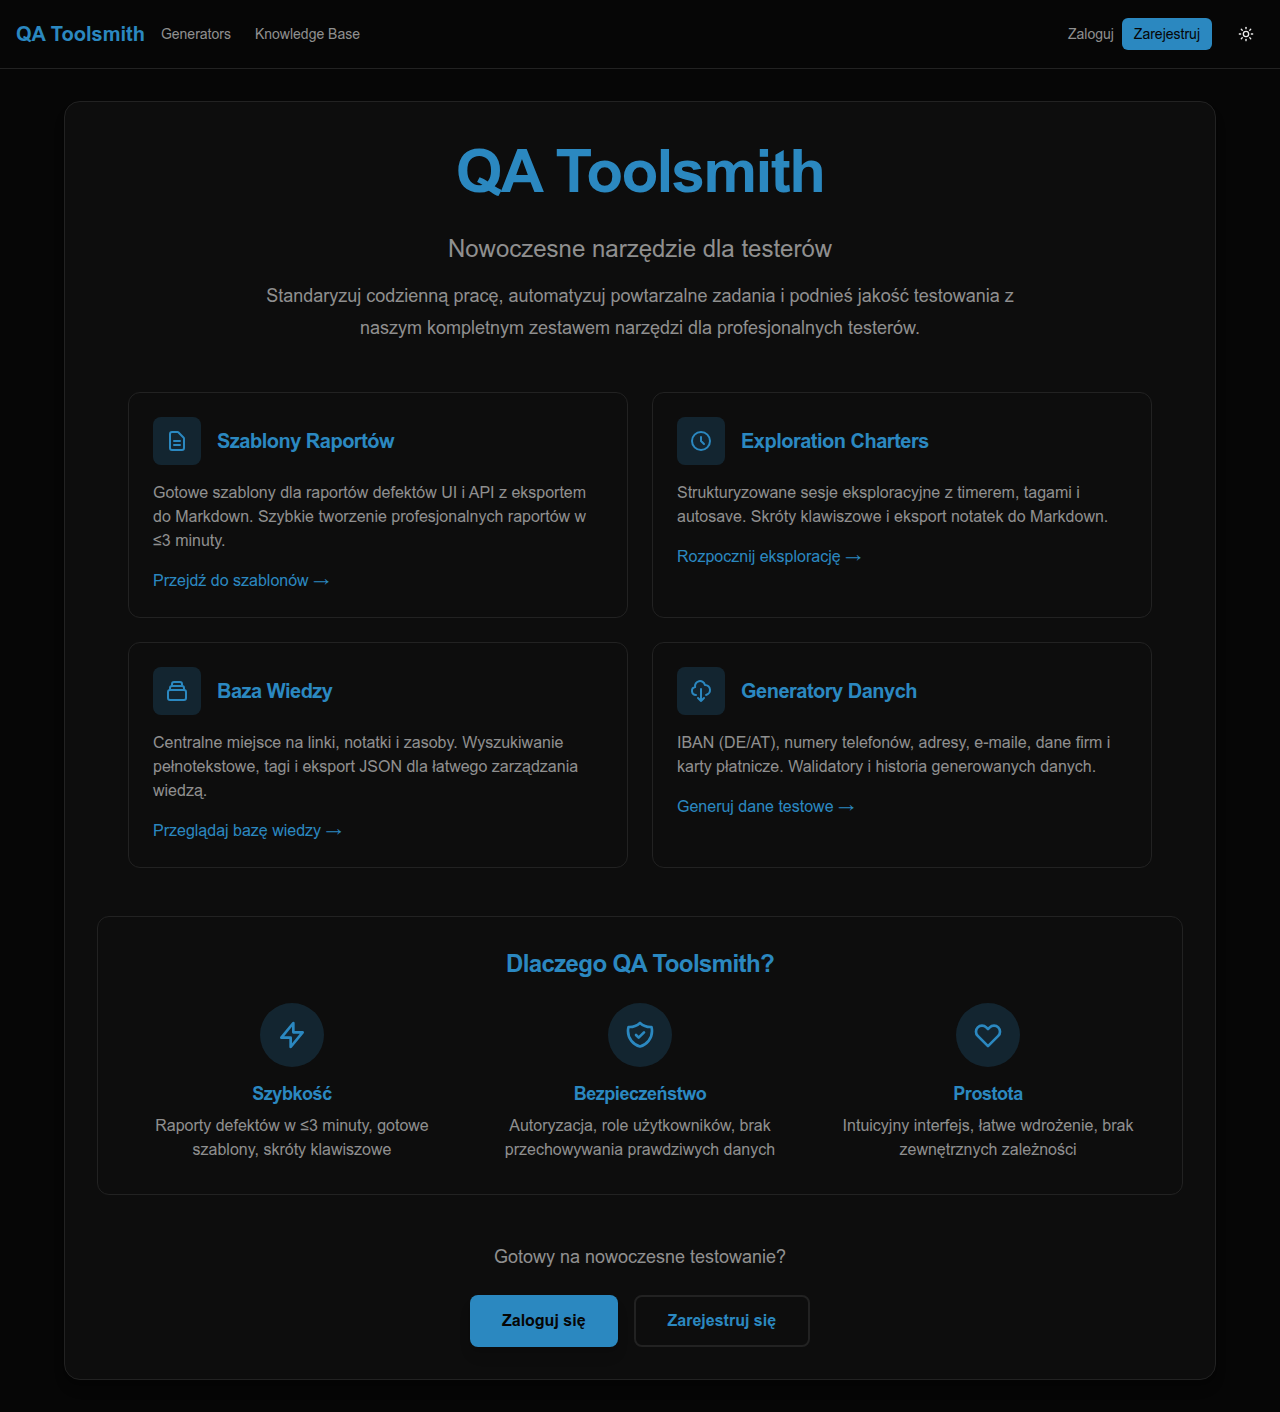 QA Toolsmith Generators Knowledge Base Zaloguj Zarejestruj
QA Toolsmith
Nowoczesne narzędzie dla testerów
Standaryzuj codzienną pracę, automatyzuj powtarzalne zadania i podnieś jakość testowania z
naszym kompletnym zestawem narzędzi dla profesjonalnych testerów.
Szablony Raportów
Gotowe szablony dla raportów defektów UI i API z eksportem
do Markdown. Szybkie tworzenie profesjonalnych raportów w
≤3 minuty.
Przejdź do szablonów →
Exploration Charters
Strukturyzowane sesje eksploracyjne z timerem, tagami i
autosave. Skróty klawiszowe i eksport notatek do Markdown.
Rozpocznij eksplorację →
Baza Wiedzy
Centralne miejsce na linki, notatki i zasoby. Wyszukiwanie
pełnotekstowe, tagi i eksport JSON dla łatwego zarządzania
wiedzą.
Przeglądaj bazę wiedzy →
Generatory Danych
IBAN (DE/AT), numery telefonów, adresy, e-maile, dane firm i
karty płatnicze. Walidatory i historia generowanych danych.
Generuj dane testowe →
Dlaczego QA Toolsmith?
Szybkość
Raporty defektów w ≤3 minuty, gotowe
szablony, skróty klawiszowe
Bezpieczeństwo
Autoryzacja, role użytkowników, brak
przechowywania prawdziwych danych
Prostota
Intuicyjny interfejs, łatwe wdrożenie, brak
zewnętrznych zależności
Gotowy na nowoczesne testowanie?
Zaloguj się Zarejestruj się